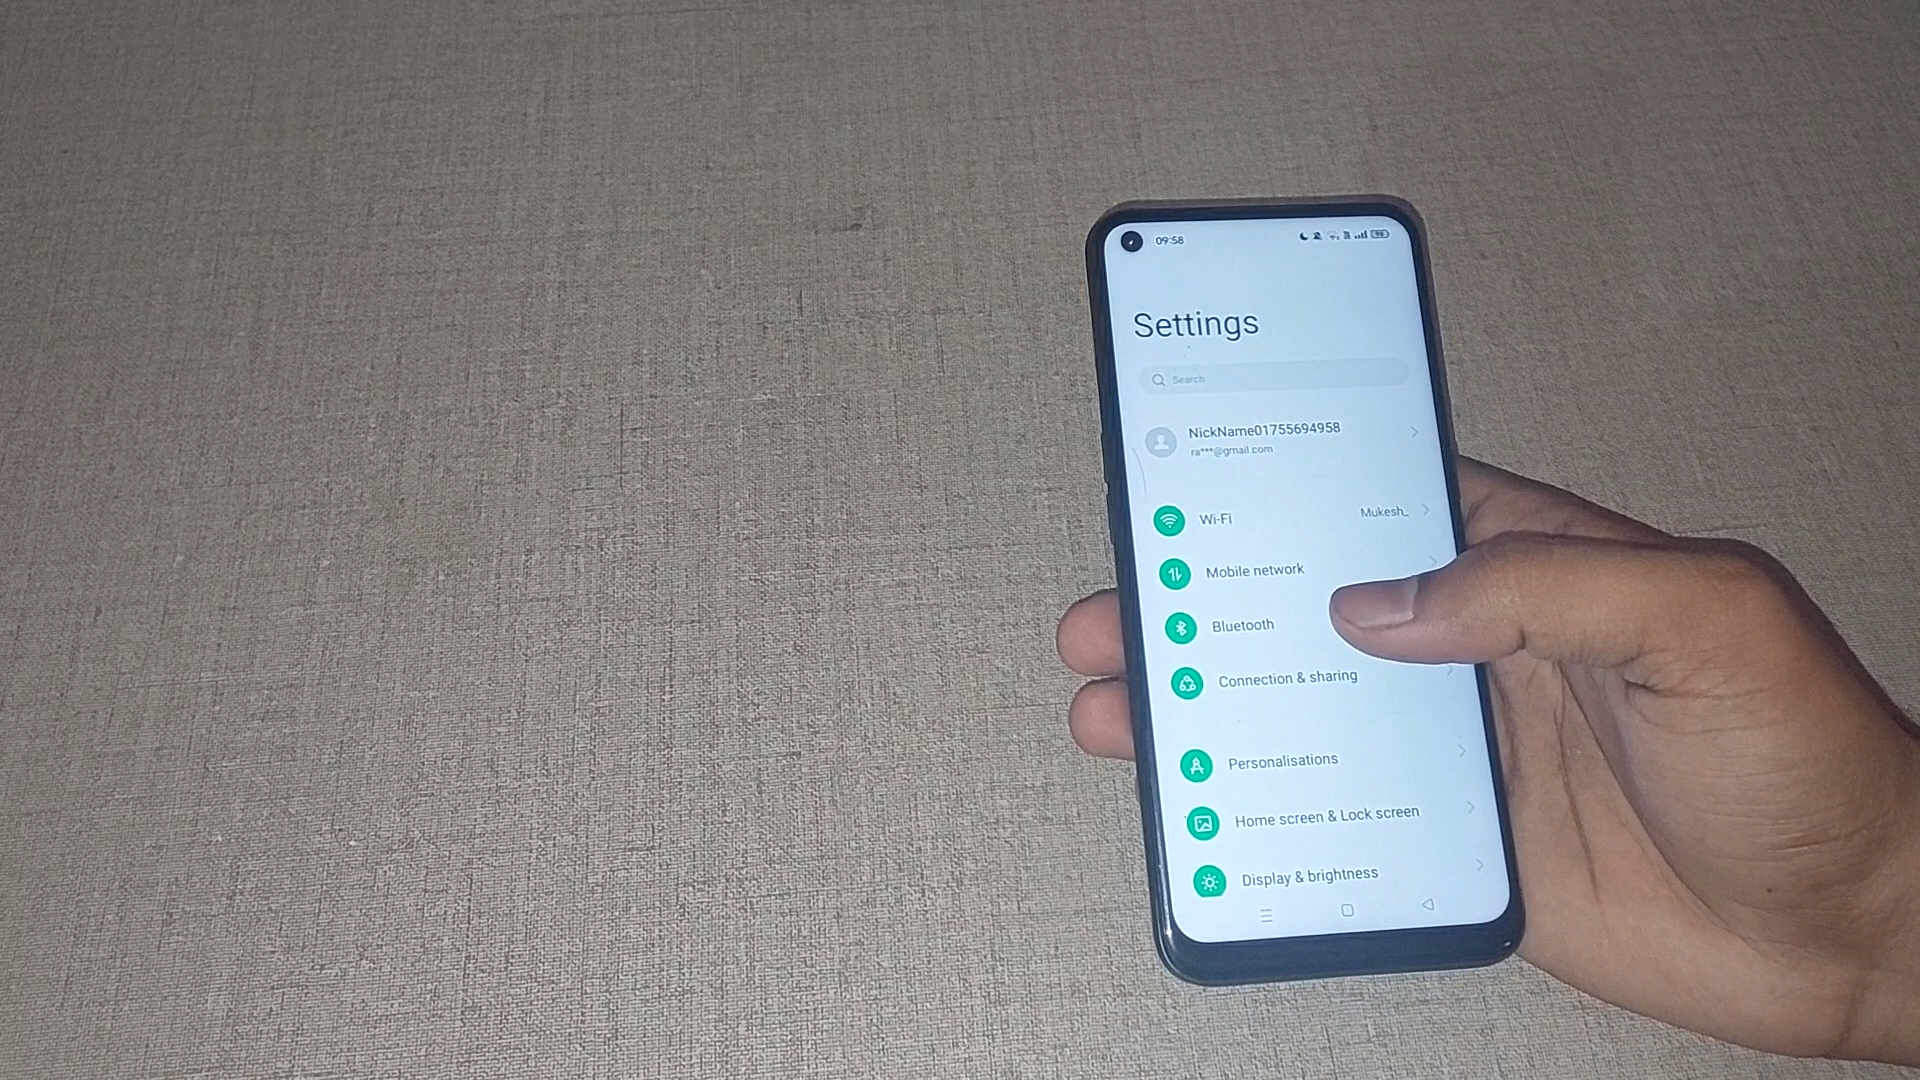 09:58
Settings
Search
NickName01755694958
ra***@gmail.com
Wi-Fi Mukesh_
Mobile network
Bluetooth
Connection & sharing
Personalisations
Home screen & Lock screen
Display & brightness